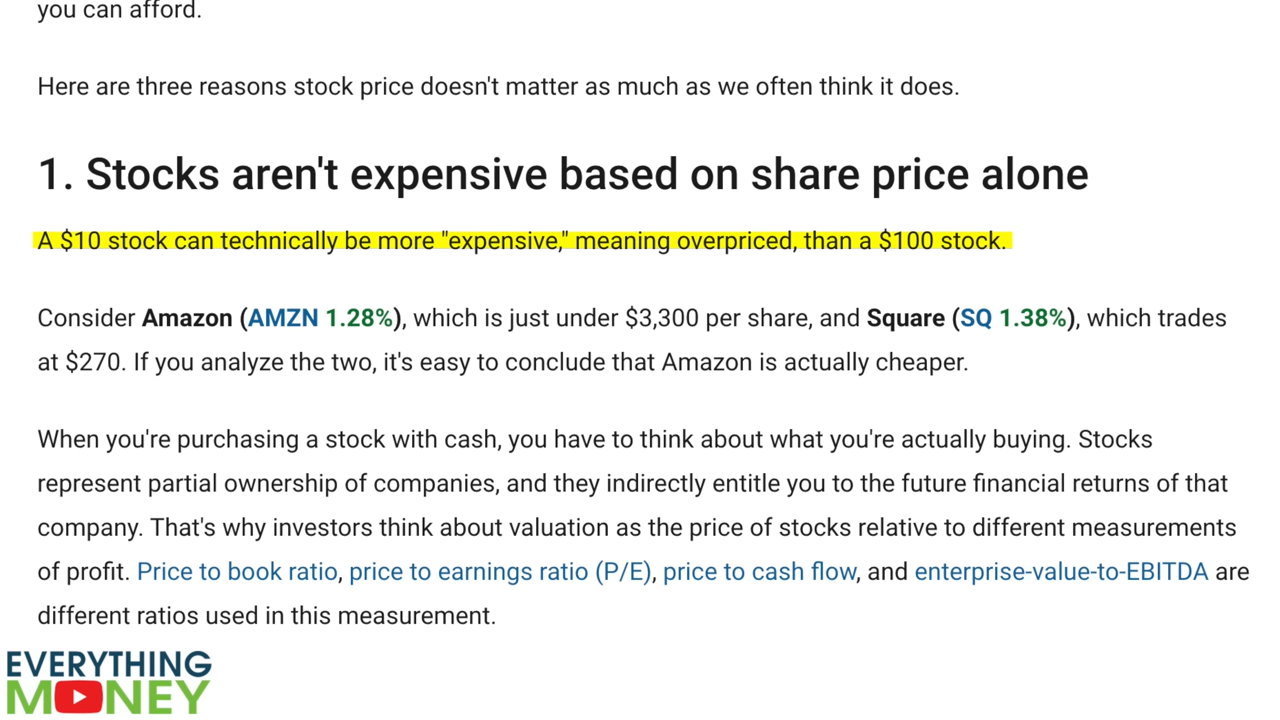 you can afford.
Here are three reasons stock price doesn't matter as much as we often think it does.
1. Stocks aren't expensive based on share price alone
A $10 stock can technically be more "expensive," meaning overpriced, than a $100 stock.
Consider Amazon (AMZN 1.28%), which is just under $3,300 per share, and Square (SQ 1.38%), which trades
at $270. If you analyze the two, it's easy to conclude that Amazon is actually cheaper.
When you're purchasing a stock with cash, you have to think about what you're actually buying. Stocks
represent partial ownership of companies, and they indirectly entitle you to the future financial returns of that
company. That's why investors think about valuation as the price of stocks relative to different measurements
of profit. Price to book ratio, price to earnings ratio (P/E), price to cash flow, and enterprise-value-to-EBITDA are
different ratios used in this measurement.
EVERYTHING
MONEY